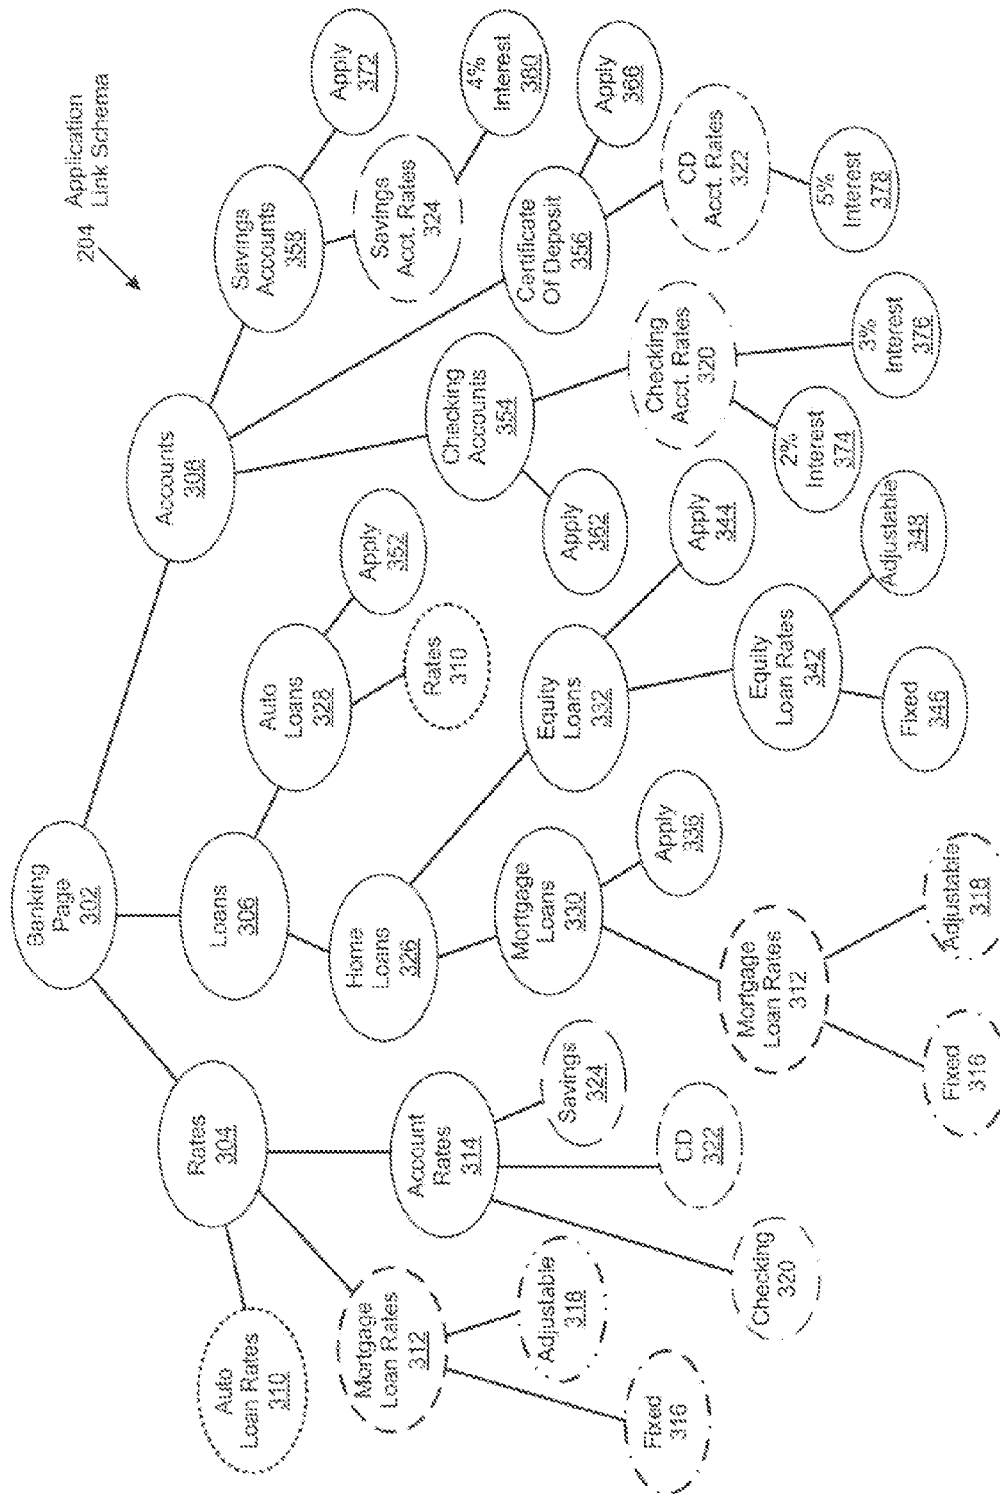 204
Application
Link Schema
Banking
Page
302
Rates
304
Loans
306
Accounts
308
Auto
Loan Rates
310
Mortgage
Loan Rates
312
Account
Rates
314
Fixed
316
Adjustable
318
Checking
320
CD
322
Savings
324
Home
Loans
326
Auto
Loans
328
Rates
310
Apply
352
Mortgage
Loans
330
Equity
Loans
332
Mortgage
Loan Rates
312
Apply
336
Fixed
316
Adjustable
318
Equity
Loan Rates
342
Apply
344
Fixed
346
Adjustable
348
Checking
Accounts
354
Certificate
Of Deposit
356
Savings
Accounts
358
Apply
362
Checking
Acct. Rates
320
2%
Interest
374
3%
Interest
376
Apply
366
CD
Acct. Rates
322
5%
Interest
378
Apply
372
Savings
Acct. Rates
324
4%
Interest
380